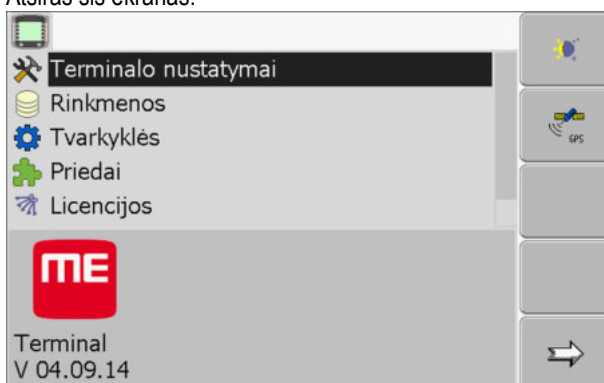 Atsiras šis ekranas:
Terminalo nustatymai
Rinkmenos
Tvarkyklės
Priedai
Licencijos
GPS
ME
Terminal
V 04.09.14